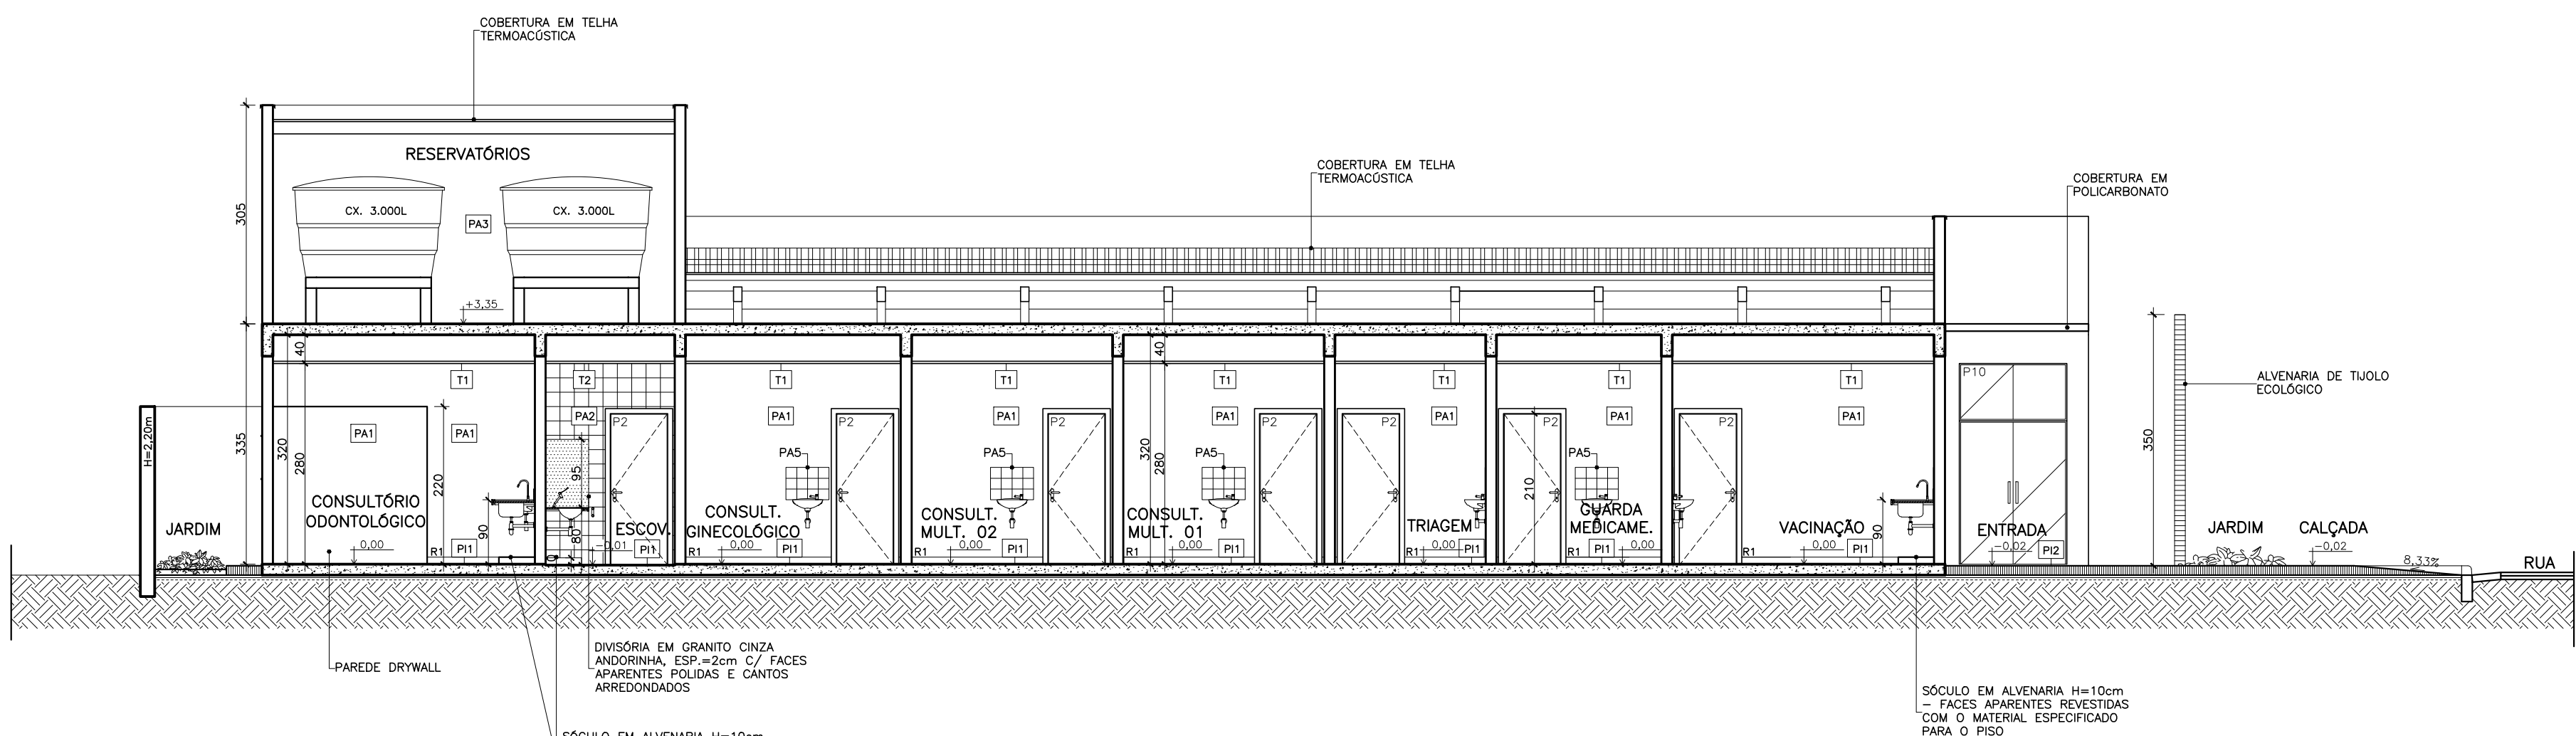 COBERTURA EM TELHA
TERMOACÚSTICA
RESERVATÓRIOS
CX. 3.000L
CX. 3.000L
PA3
305
+3,35
COBERTURA EM TELHA
TERMOACÚSTICA
COBERTURA EM
POLICARBONATO
335
320
40
280
H=2,20m
JARDIM
T1
PA1
PA1
220
90
CONSULTÓRIO
ODONTOLÓGICO
0,00
R1
PI1
T2
PA2
P2
95
80
ESCOV.
-0,01
PI1
T1
PA1
P2
PA5
CONSULT.
GINECOLÓGICO
R1
0,00
PI1
T1
PA1
P2
PA5
CONSULT.
MULT. 02
R1
0,00
PI1
40
320
280
T1
PA1
P2
PA5
CONSULT.
MULT. 01
R1
0,00
PI1
T1
PA1
P2
TRIAGEM
R1
0,00
PI1
T1
PA1
P2
210
PA5
GUARDA
MEDICAME.
R1
PI1
0,00
T1
PA1
P2
VACINAÇÃO
R1
0,00
PI1
90
P10
ENTRADA
-0,02
PI2
350
ALVENARIA DE TIJOLO
ECOLÓGICO
JARDIM
CALÇADA
-0,02
8,33%
RUA
PAREDE DRYWALL
DIVISÓRIA EM GRANITO CINZA
ANDORINHA, ESP.=2cm C/ FACES
APARENTES POLIDAS E CANTOS
ARREDONDADOS
SÓCULO EM ALVENARIA H=10cm
SÓCULO EM ALVENARIA H=10cm
– FACES APARENTES REVESTIDAS
COM O MATERIAL ESPECIFICADO
PARA O PISO